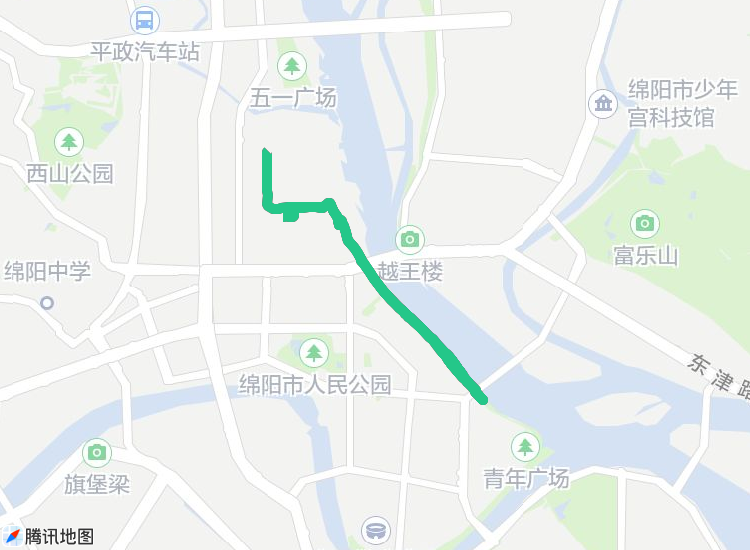 平政汽车站
五一广场
绵阳市少年
宫科技馆
西山公园
富乐山
绵阳中学
越王楼
东津路
绵阳市人民公园
旗堡梁
青年广场
腾讯地图